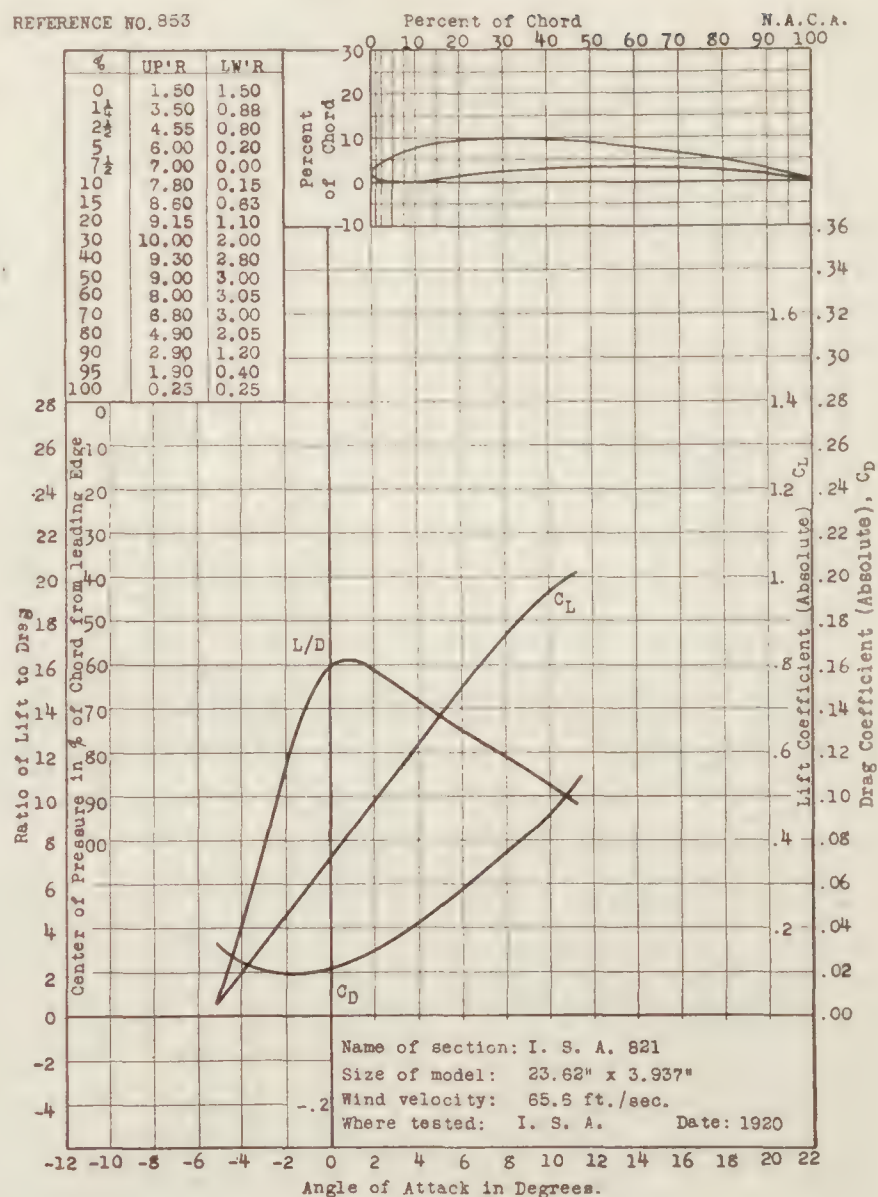 REFERENCE NO. 853
Percent of Chord
N.A.C.A.
0 10 20 30 40 50 60 70 80 90 100
% UP'R LW'R
0 1.50 1.50
1¼ 3.50 0.88
2½ 4.55 0.80
5 6.00 0.20
7½ 7.00 0.00
10 7.80 0.15
15 8.60 0.63
20 9.15 1.10
30 10.00 2.00
40 9.30 2.80
50 9.00 3.00
60 8.00 3.05
70 6.80 3.00
80 4.90 2.05
90 2.90 1.20
95 1.90 0.40
100 0.25 0.25
Percent
of Chord
30
20
10
0
-10
Ratio of Lift to Drag
28
26
24
22
20
18
16
14
12
10
8
6
4
2
0
-2
-4
Center of Pressure in % of Chord from leading Edge
0
10
20
30
40
50
60
70
80
90
00
L/D
CL
CD
1.6
1.4
1.2
1.
.8
.6
.4
.2
-.2
Lift Coefficient (Absolute) CL
.36
.34
.32
.30
.28
.26
.24
.22
.20
.18
.16
.14
.12
.10
.08
.06
.04
.02
.00
Drag Coefficient (Absolute), CD
Name of section: I. S. A. 821
Size of model: 23.62" x 3.937"
Wind velocity: 65.6 ft./sec.
Where tested: I. S. A. Date: 1920
-12 -10 -8 -6 -4 -2 0 2 4 6 8 10 12 14 16 18 20 22
Angle of Attack in Degrees.